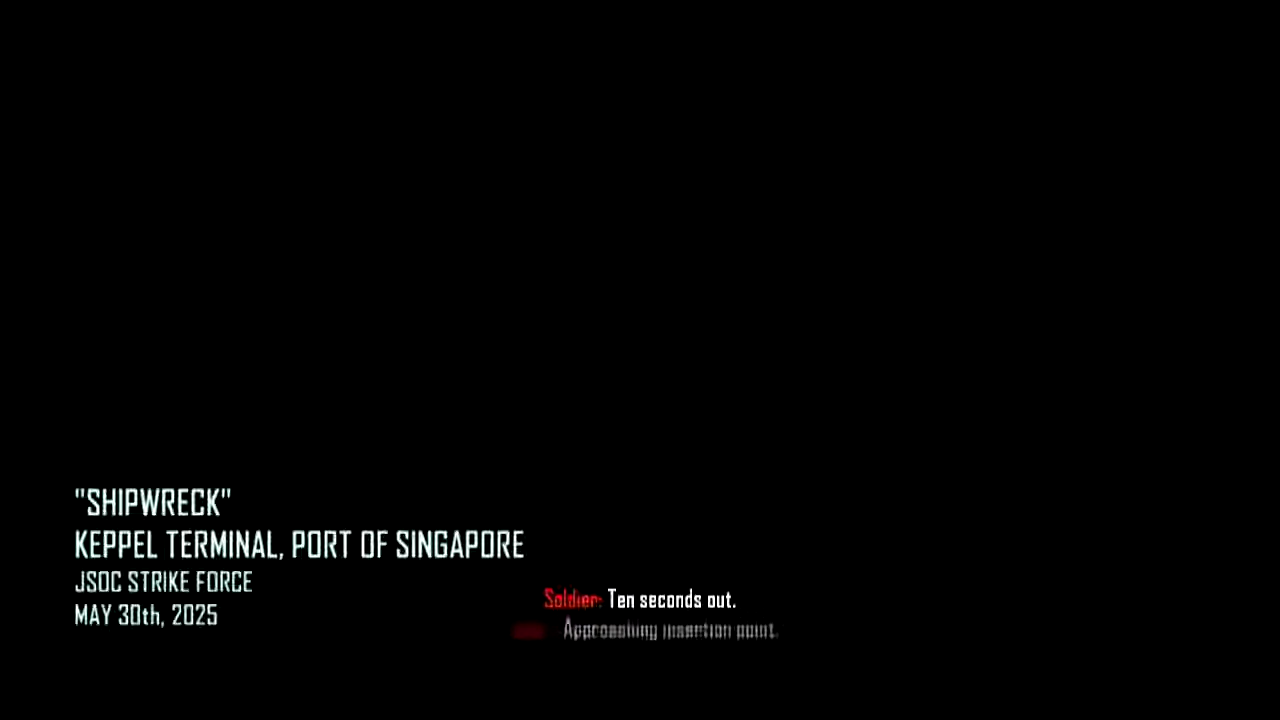 "SHIPWRECK"
KEPPEL TERMINAL, PORT OF SINGAPORE
JSOC STRIKE FORCE
MAY 30th, 2025
Soldier: Ten seconds out.
Approaching insertion point.